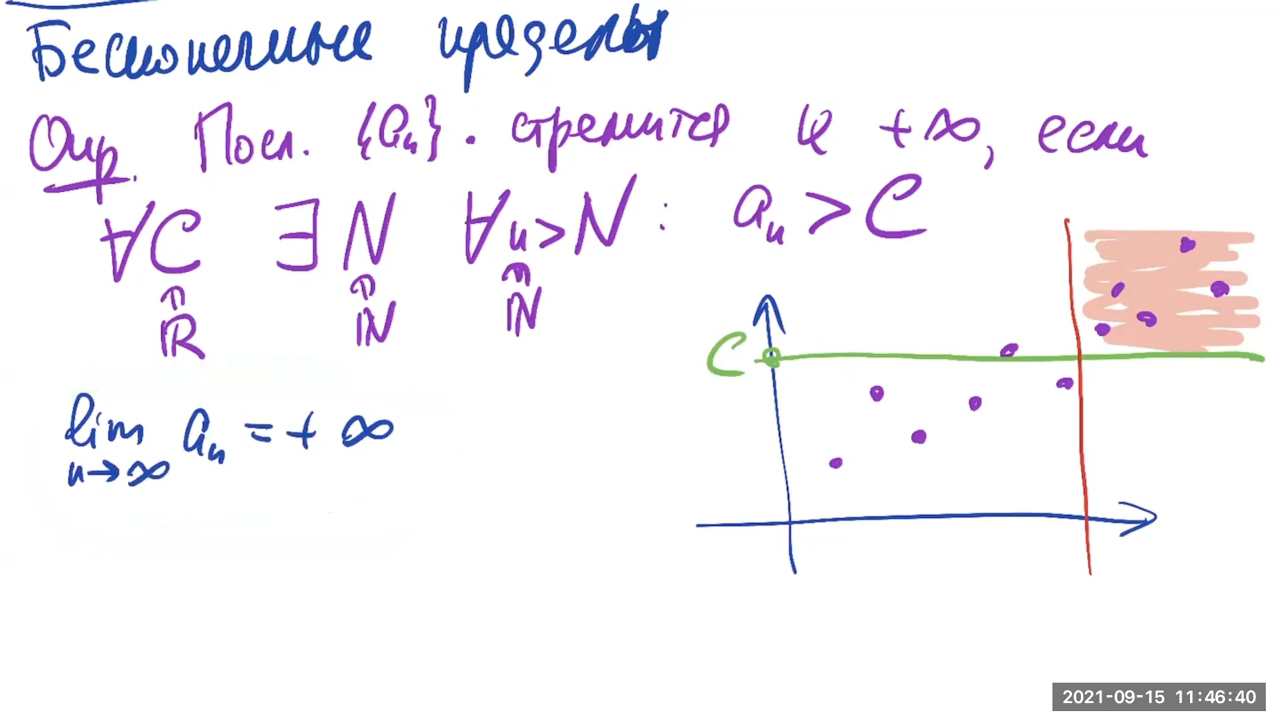 Бесконечные пределы
Опр. Посл. {aₙ}. стремится к +∞, если
∀C ∃N ∀n>N: aₙ > C
∈ℝ ∈ℕ ∈ℕ
C
lim aₙ = +∞
n→∞
2021-09-15 11:46:40